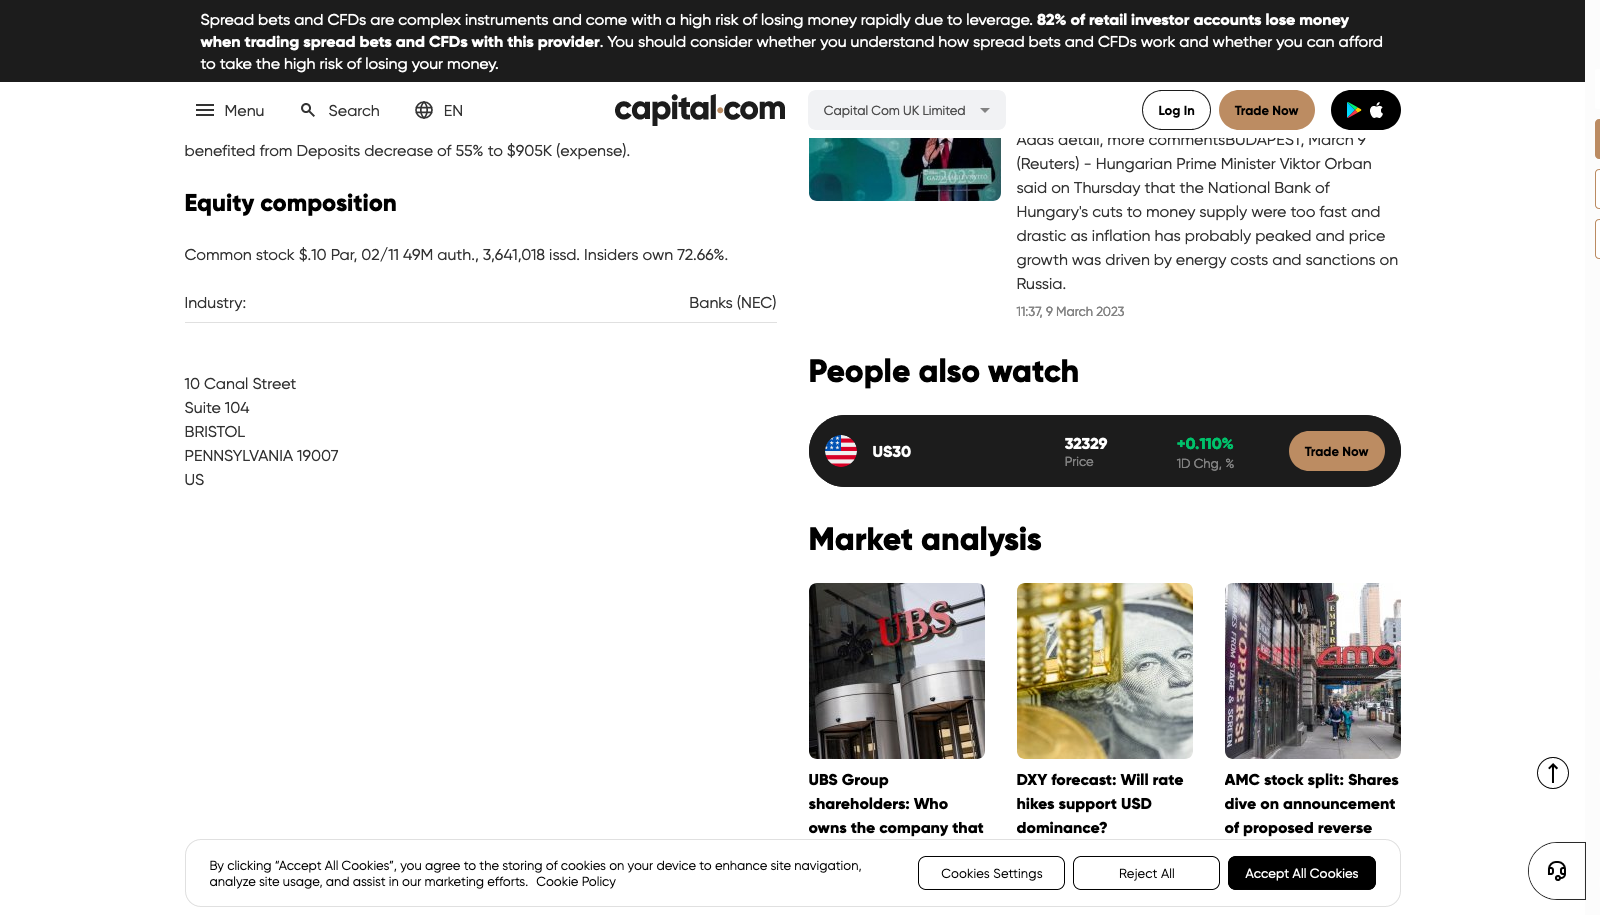 Spread bets and CFDs are complex instruments and come with a high risk of losing money rapidly due to leverage. 82% of retail investor accounts lose money
when trading spread bets and CFDs with this provider. You should consider whether you understand how spread bets and CFDs work and whether you can afford
to take the high risk of losing your money.
Menu
Search
EN
capital.com
Capital Com UK Limited
Log In
Trade Now
benefited from Deposits decrease of 55% to $905K (expense).
Equity composition
Common stock $.10 Par, 02/11 49M auth., 3,641,018 issd. Insiders own 72.66%.
Industry:
Banks (NEC)
10 Canal Street
Suite 104
BRISTOL
PENNSYLVANIA 19007
US
Adds detail, more commentsBUDAPEST, March 9
(Reuters) - Hungarian Prime Minister Viktor Orban
said on Thursday that the National Bank of
Hungary's cuts to money supply were too fast and
drastic as inflation has probably peaked and price
growth was driven by energy costs and sanctions on
Russia.
11:37, 9 March 2023
People also watch
US30
32329
Price
+0.110%
1D Chg, %
Trade Now
Market analysis
UBS
EMPIRE
TOPPERS!
FROM STAGE & SCREEN
amc
UBS Group
shareholders: Who
owns the company that
DXY forecast: Will rate
hikes support USD
dominance?
AMC stock split: Shares
dive on announcement
of proposed reverse
By clicking “Accept All Cookies”, you agree to the storing of cookies on your device to enhance site navigation,
analyze site usage, and assist in our marketing efforts. Cookie Policy
Cookies Settings
Reject All
Accept All Cookies